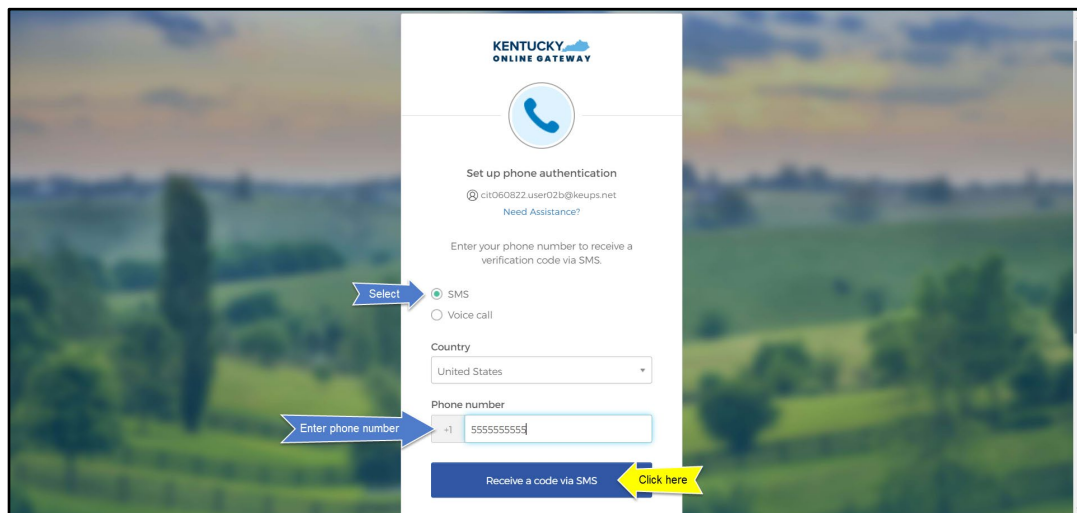 KENTUCKY
ONLINE GATEWAY
Set up phone authentication
cit060822.user02b@keups.net
Need Assistance?
Enter your phone number to receive a
verification code via SMS.
Select
SMS
Voice call
Country
United States
Phone number
Enter phone number
+1 5555555555
Receive a code via SMS
Click here